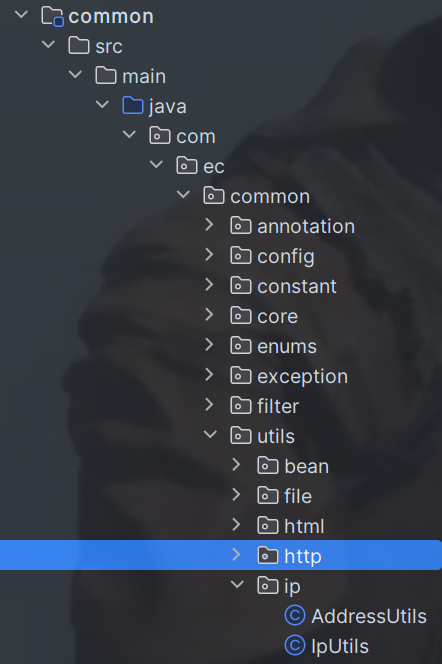 common
src
main
java
com
ec
common
annotation
config
constant
core
enums
exception
filter
utils
bean
file
html
http
ip
AddressUtils
IpUtils